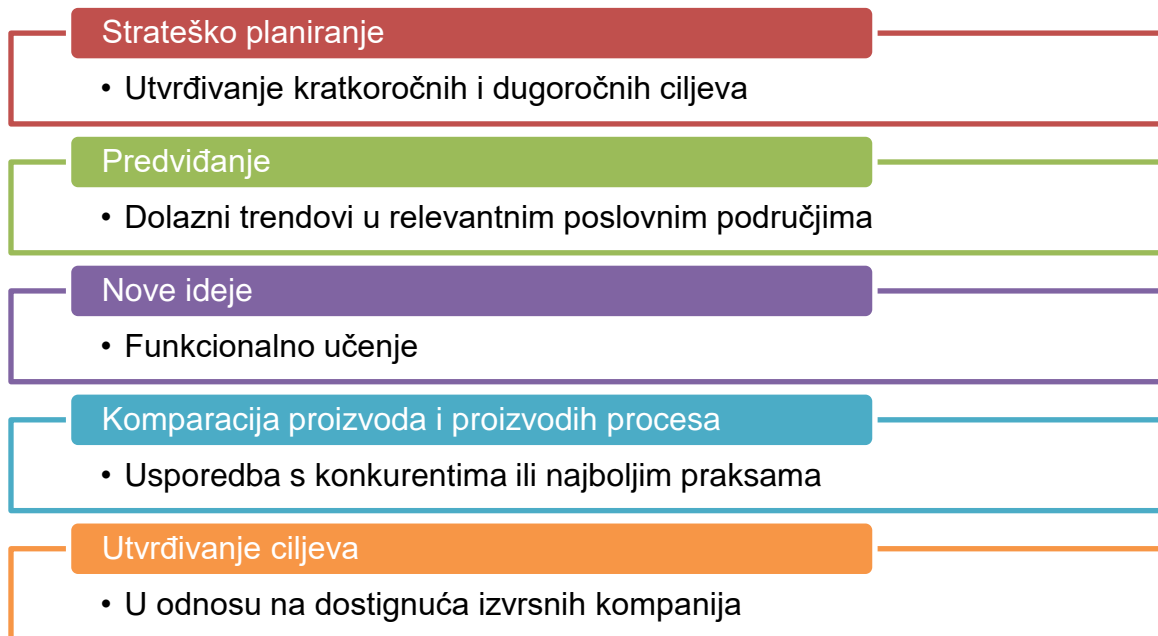 Strateško planiranje
• Utvrđivanje kratkoročnih i dugoročnih ciljeva
Predviđanje
• Dolazni trendovi u relevantnim poslovnim područjima
Nove ideje
• Funkcionalno učenje
Komparacija proizvoda i proizvodih procesa
• Usporedba s konkurentima ili najboljim praksama
Utvrđivanje ciljeva
• U odnosu na dostignuća izvrsnih kompanija